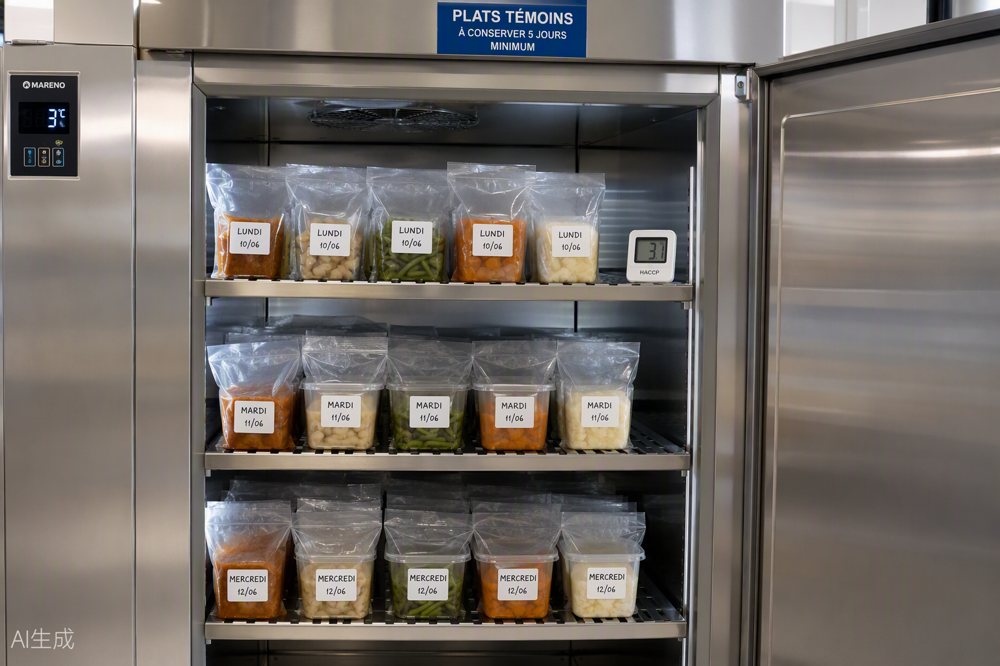 PLATS TÉMOINS
À CONSERVER 5 JOURS
MINIMUM
MARENO
3°C
LUNDI
10/06
LUNDI
10/06
LUNDI
10/06
LUNDI
10/06
LUNDI
10/06
3.1
HACCP
MARDI
11/06
MARDI
11/06
MARDI
11/06
MARDI
11/06
MARDI
11/06
MERCREDI
12/06
MERCREDI
12/06
MERCREDI
12/06
MERCREDI
12/06
MERCREDI
12/06
AI生成